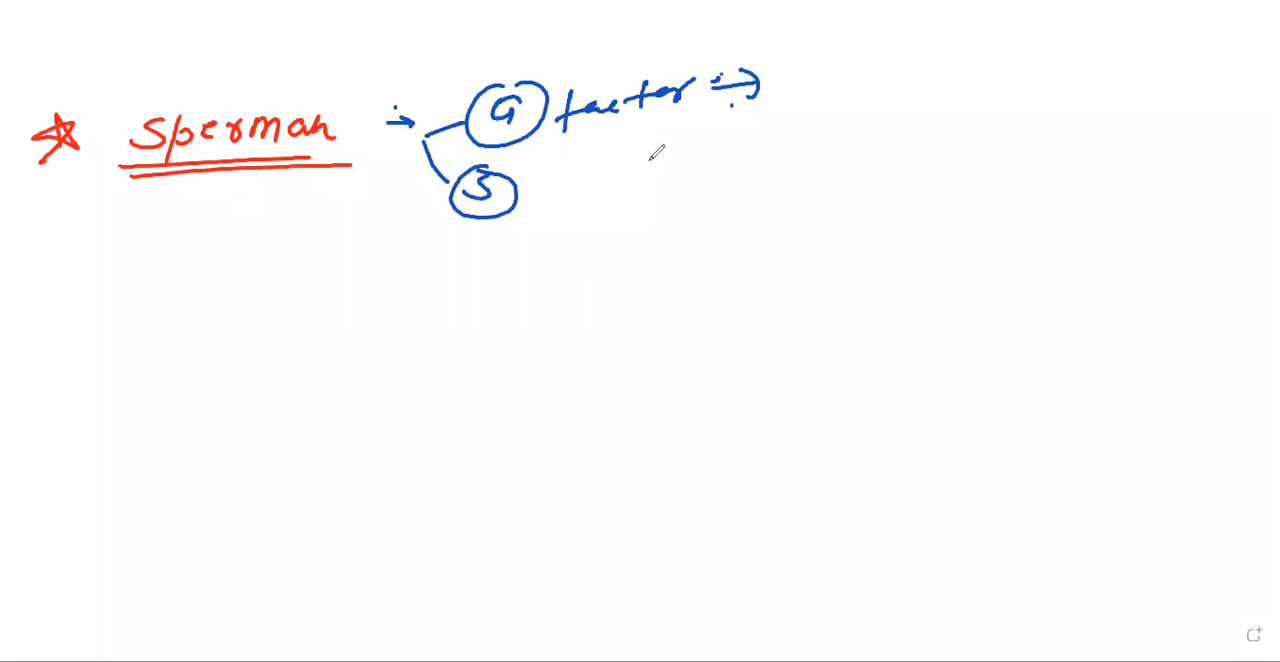 Sperman → G factor →
S